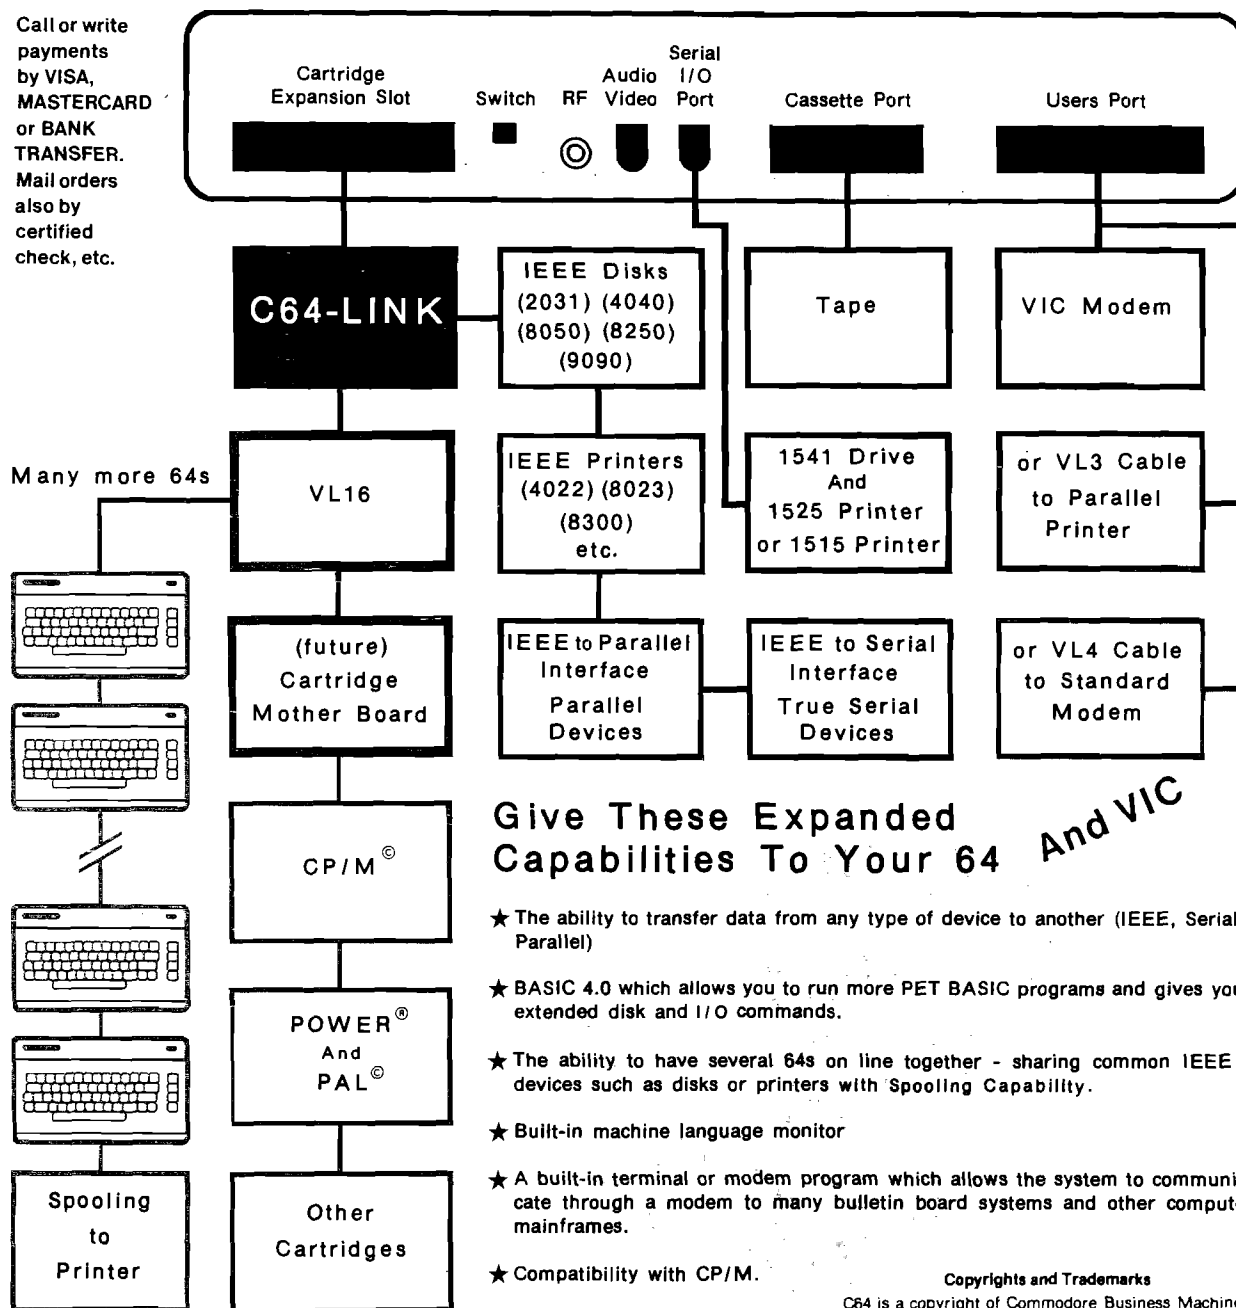 Call or write
payments
by VISA,
MASTERCARD
or BANK
TRANSFER.
Mail orders
also by
certified
check, etc.
Cartridge
Expansion Slot
Switch
RF
Audio
Video
Serial
I/O
Port
Cassette Port
Users Port
C64-LINK
IEEE Disks
(2031) (4040)
(8050) (8250)
(9090)
Tape
VIC Modem
Many more 64s
VL16
IEEE Printers
(4022) (8023)
(8300)
etc.
1541 Drive
And
1525 Printer
or 1515 Printer
or VL3 Cable
to Parallel
Printer
(future)
Cartridge
Mother Board
IEEE to Parallel
Interface
Parallel
Devices
IEEE to Serial
Interface
True Serial
Devices
or VL4 Cable
to Standard
Modem
CP/M©
POWER®
And
PAL©
Other
Cartridges
Spooling
to
Printer
Give These Expanded
Capabilities To Your 64
And VIC
★ The ability to transfer data from any type of device to another (IEEE, Serial
Parallel)
★ BASIC 4.0 which allows you to run more PET BASIC programs and gives you
extended disk and I/O commands.
★ The ability to have several 64s on line together - sharing common IEEE
devices such as disks or printers with Spooling Capability.
★ Built-in machine language monitor
★ A built-in terminal or modem program which allows the system to communi
cate through a modem to many bulletin board systems and other comput
mainframes.
★ Compatibility with CP/M.
Copyrights and Trademarks
C64 is a copyright of Commodore Business Machine